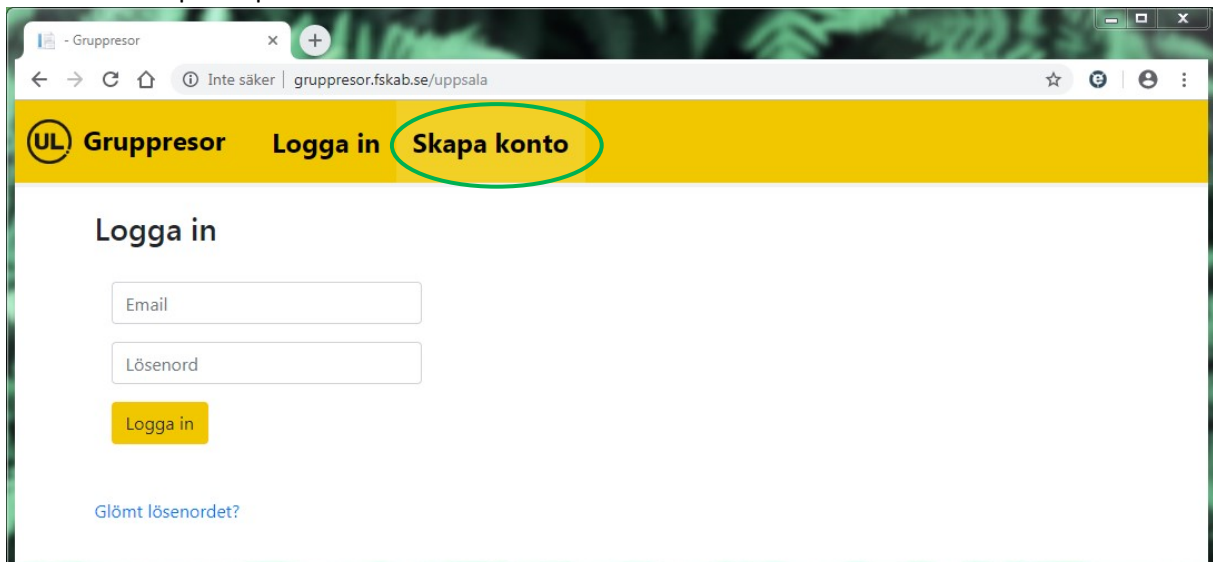 - Gruppresor
Inte säker | gruppresor.fskab.se/uppsala
UL Gruppresor Logga in Skapa konto
Logga in
Email
Lösenord
Logga in
Glömt lösenordet?